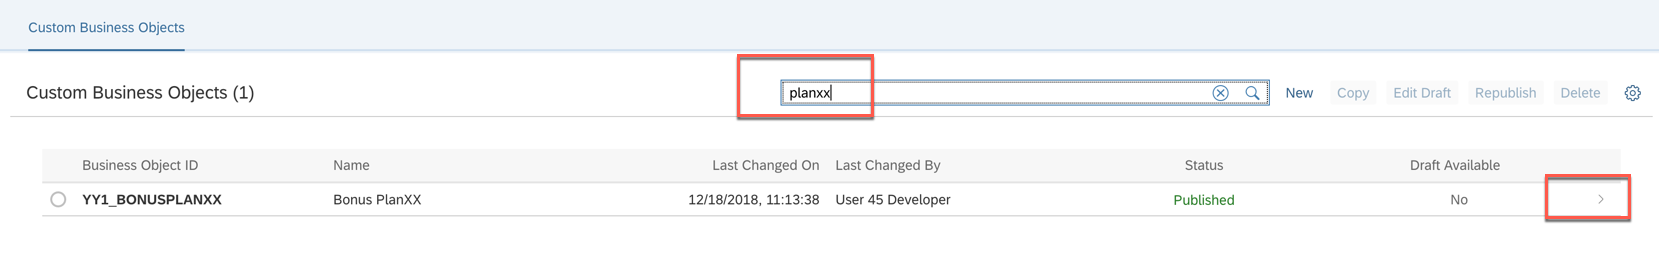 Custom Business Objects
Custom Business Objects (1)
planxx
New Copy Edit Draft Republish Delete
Business Object ID Name Last Changed On Last Changed By Status Draft Available
YY1_BONUSPLANXX Bonus PlanXX 12/18/2018, 11:13:38 User 45 Developer Published No